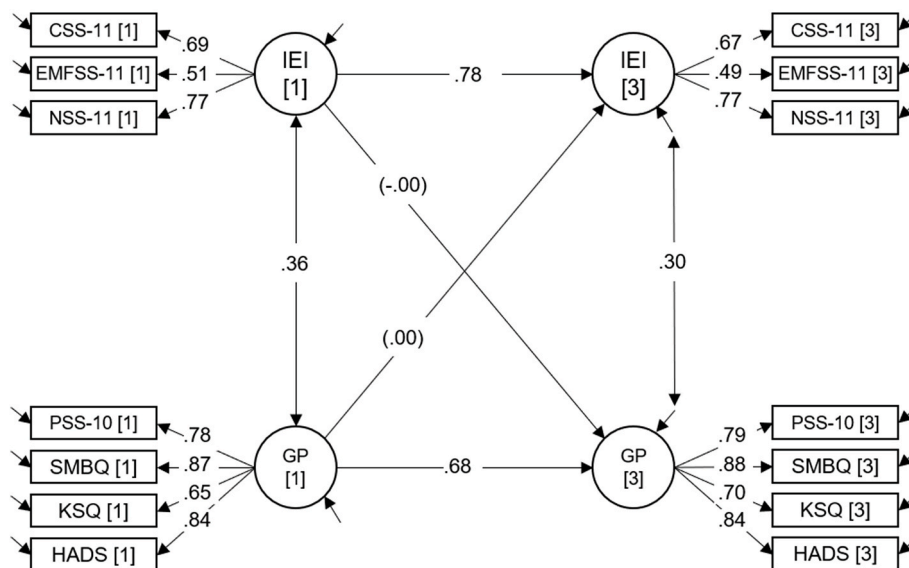 CSS-11 [1]
EMFSS-11 [1]
NSS-11 [1]
.69
.51
.77
IEI
[1]
.78
IEI
[3]
.67
.49
.77
CSS-11 [3]
EMFSS-11 [3]
NSS-11 [3]
(-.00)
.36
.30
(.00)
PSS-10 [1]
SMBQ [1]
KSQ [1]
HADS [1]
.78
.87
.65
.84
GP
[1]
.68
GP
[3]
.79
.88
.70
.84
PSS-10 [3]
SMBQ [3]
KSQ [3]
HADS [3]